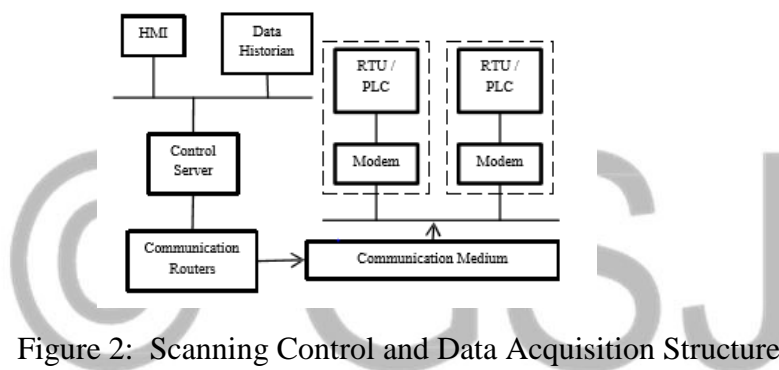 HMI
Data
Historian
RTU /
PLC
RTU /
PLC
Control
Server
Modem
Modem
Communication
Routers
Communication Medium
© GSJ
Figure 2: Scanning Control and Data Acquisition Structure